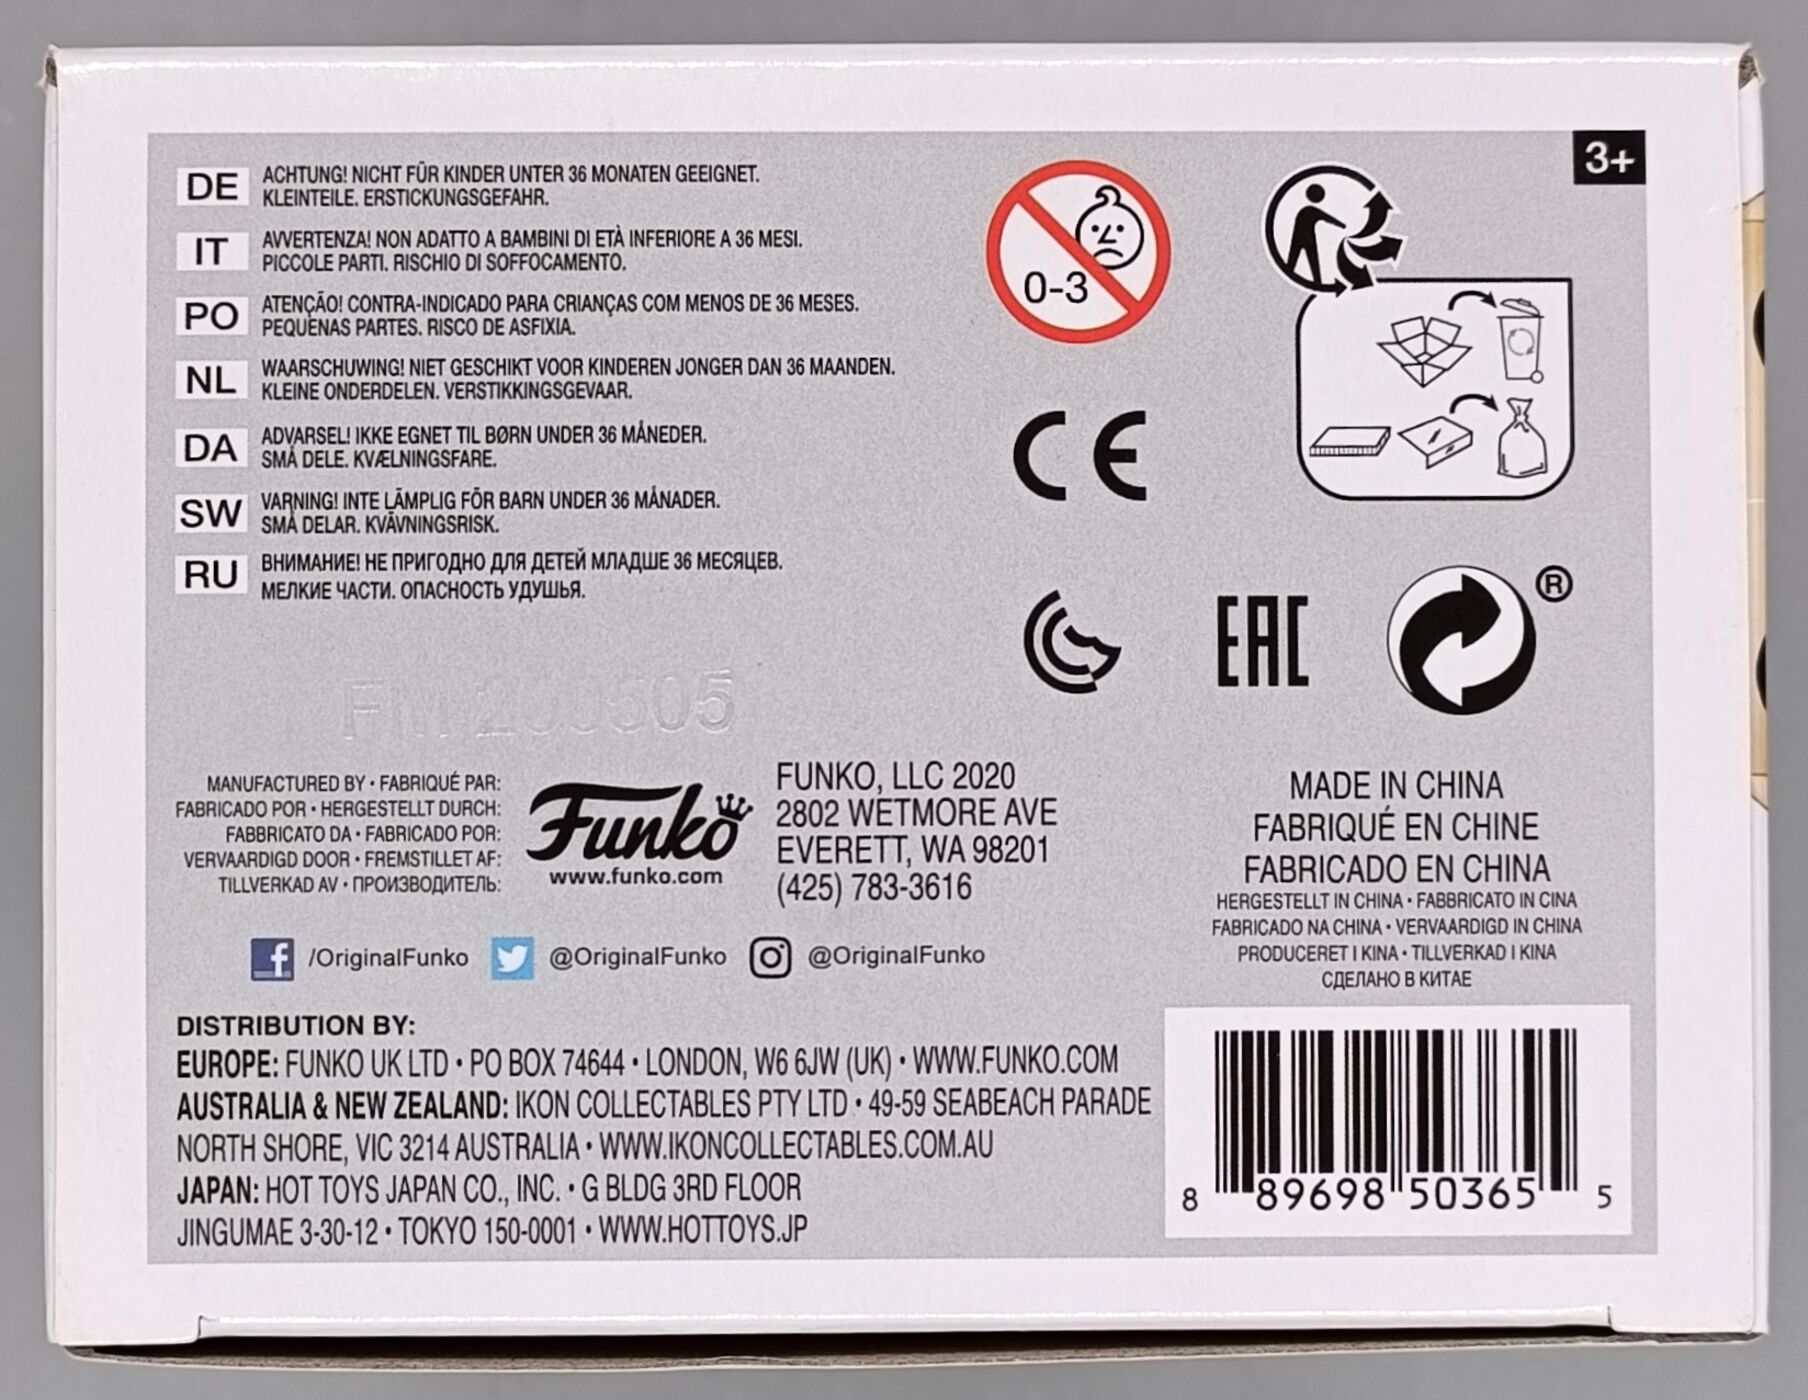 3+
DE
ACHTUNG! NICHT FÜR KINDER UNTER 36 MONATEN GEEIGNET.
KLEINTEILE. ERSTICKUNGSGEFAHR.
IT
AVVERTENZA! NON ADATTO A BAMBINI DI ETÀ INFERIORE A 36 MESI.
PICCOLE PARTI. RISCHIO DI SOFFOCAMENTO.
PO
ATENÇÃO! CONTRA-INDICADO PARA CRIANÇAS COM MENOS DE 36 MESES.
PEQUENAS PARTES. RISCO DE ASFIXIA.
NL
WAARSCHUWING! NIET GESCHIKT VOOR KINDEREN JONGER DAN 36 MAANDEN.
KLEINE ONDERDELEN. VERSTIKKINGSGEVAAR.
DA
ADVARSEL! IKKE EGNET TIL BØRN UNDER 36 MÅNEDER.
SMÅ DELE. KVÆLNINGSFARE.
SW
VARNING! INTE LÄMPLIG FÖR BARN UNDER 36 MÅNADER.
SMÅ DELAR. KVÄVNINGSRISK.
RU
ВНИМАНИЕ! НЕ ПРИГОДНО ДЛЯ ДЕТЕЙ МЛАДШЕ 36 МЕСЯЦЕВ.
МЕЛКИЕ ЧАСТИ. ОПАСНОСТЬ УДУШЬЯ.
0-3
CE
EAC
®
MANUFACTURED BY • FABRIQUÉ PAR:
FABRICADO POR • HERGESTELLT DURCH:
FABBRICATO DA • FABRICADO POR:
VERVAARDIGD DOOR • FREMSTILLET AF:
TILLVERKAD AV • ПРОИЗВОДИТЕЛЬ:
Funko
www.funko.com
FUNKO, LLC 2020
2802 WETMORE AVE
EVERETT, WA 98201
(425) 783-3616
MADE IN CHINA
FABRIQUÉ EN CHINE
FABRICADO EN CHINA
HERGESTELLT IN CHINA • FABBRICATO IN CINA
FABRICADO NA CHINA • VERVAARDIGD IN CHINA
PRODUCERET I KINA • TILLVERKAD I KINA
СДЕЛАНО В КИТАЕ
f /OriginalFunko @OriginalFunko @OriginalFunko
DISTRIBUTION BY:
EUROPE: FUNKO UK LTD • PO BOX 74644 • LONDON, W6 6JW (UK) • WWW.FUNKO.COM
AUSTRALIA & NEW ZEALAND: IKON COLLECTABLES PTY LTD • 49-59 SEABEACH PARADE
NORTH SHORE, VIC 3214 AUSTRALIA • WWW.IKONCOLLECTABLES.COM.AU
JAPAN: HOT TOYS JAPAN CO., INC. • G BLDG 3RD FLOOR
JINGUMAE 3-30-12 • TOKYO 150-0001 • WWW.HOTTOYS.JP
8 89698 50365 5